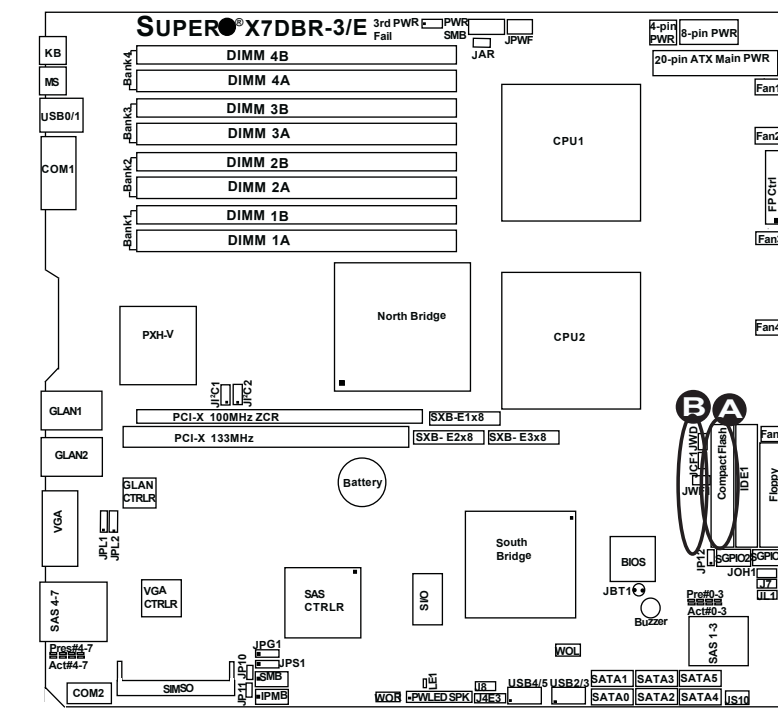 SUPER®X7DBR-3/E
3rd PWR Fail
PWR SMB
JPWF
JAR
4-pin PWR
8-pin PWR
20-pin ATX Main PWR
KB
MS
USB0/1
COM1
Bank4
DIMM 4B
DIMM 4A
Bank3
DIMM 3B
DIMM 3A
Bank2
DIMM 2B
DIMM 2A
Bank1
DIMM 1B
DIMM 1A
CPU1
CPU2
Fan1
Fan2
FP Ctrl
Fan3
Fan4
North Bridge
PXH-V
JI²C1
JI²C2
GLAN1
GLAN2
PCI-X 100MHz ZCR
PCI-X 133MHz
SXB-E1x8
SXB- E2x8
SXB- E3x8
B
A
JWD
JCF1
Compact Flash
IDE1
Fan
Floppy
GLAN CTRLR
Battery
VGA
JPL1
JPL2
South Bridge
BIOS
JP12
SGPIO2
JOH1
J7
JL1
JBT1
Buzzer
Pre#0-3
Act#0-3
SAS 4-7
VGA CTRLR
SAS CTRLR
SIO
SAS 1-3
Pres#4-7
Act#4-7
JPG1
JPS1
JP10
JP11
SMB
IPMB
WOL
COM2
SIMSO
WOR
PWLED SPK
LE1
J8
J4E3
USB4/5
USB2/3
SATA1
SATA3
SATA5
SATA0
SATA2
SATA4
JS10